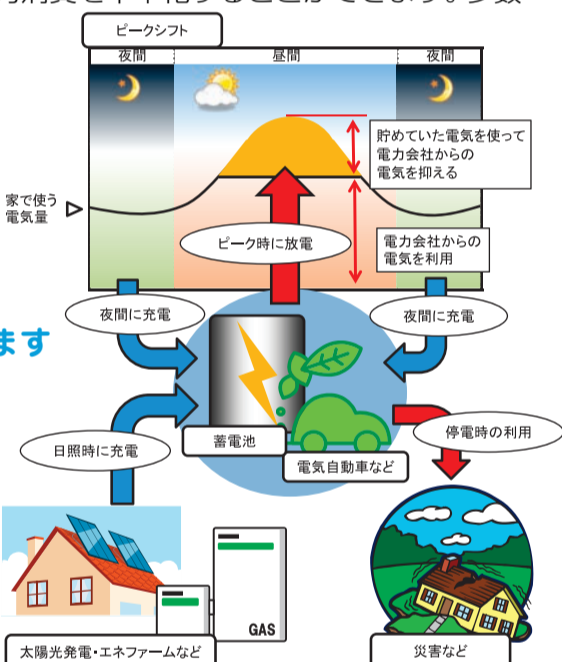 ピークシフト
夜間
昼間
夜間
貯めていた電気を使って
電力会社からの
電気を抑える
家で使う
電気量
ピーク時に放電
電力会社からの
電気を利用
夜間に充電
夜間に充電
ます
蓄電池
電気自動車など
日照時に充電
停電時の利用
GAS
太陽光発電・エネファームなど
災害など